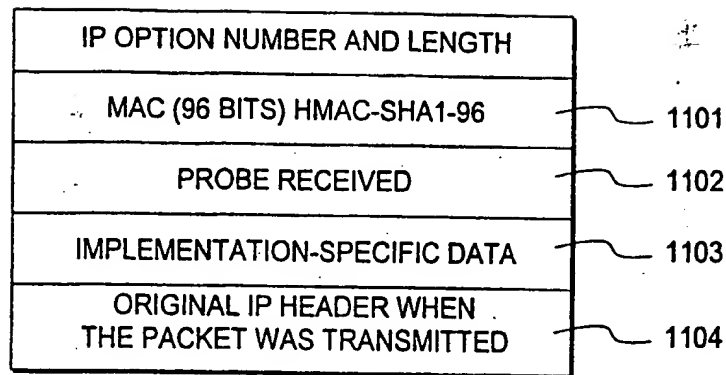 IP OPTION NUMBER AND LENGTH
MAC (96 BITS) HMAC-SHA1-96
1101
PROBE RECEIVED
1102
IMPLEMENTATION-SPECIFIC DATA
1103
ORIGINAL IP HEADER WHEN
THE PACKET WAS TRANSMITTED
1104